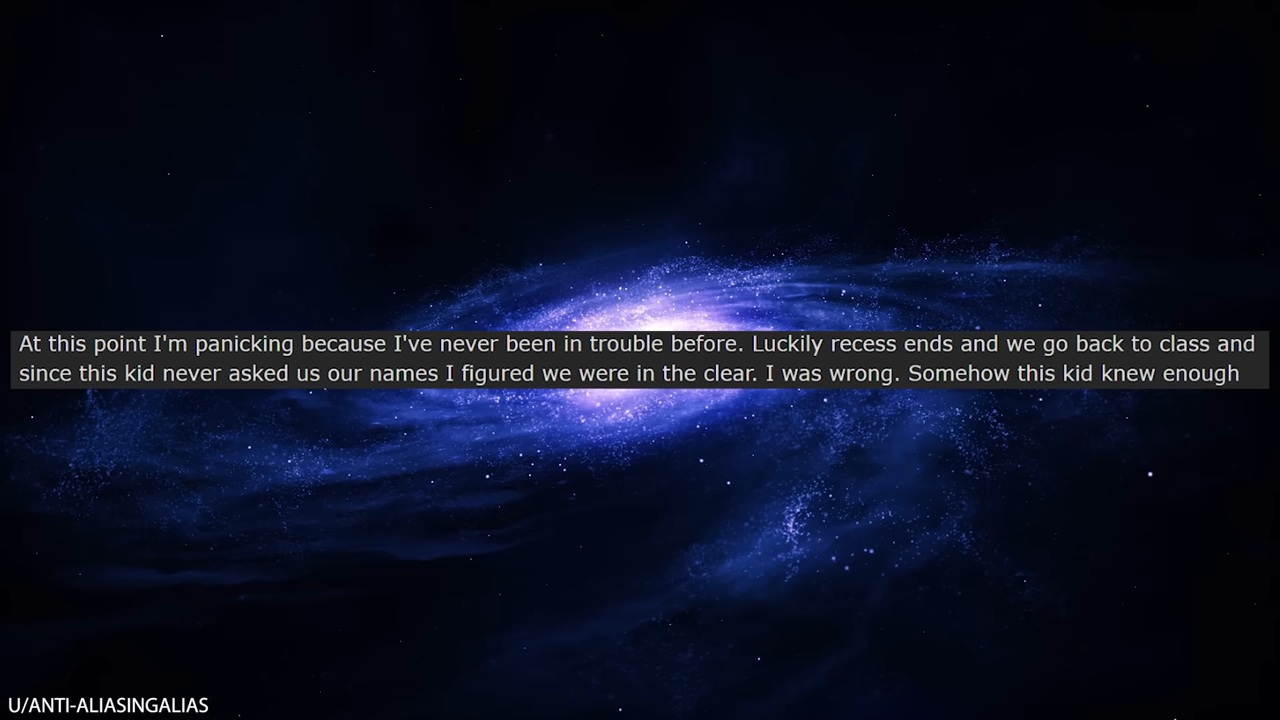 At this point I'm panicking because I've never been in trouble before. Luckily recess ends and we go back to class and
since this kid never asked us our names I figured we were in the clear. I was wrong. Somehow this kid knew enough
U/ANTI-ALIASINGALIAS